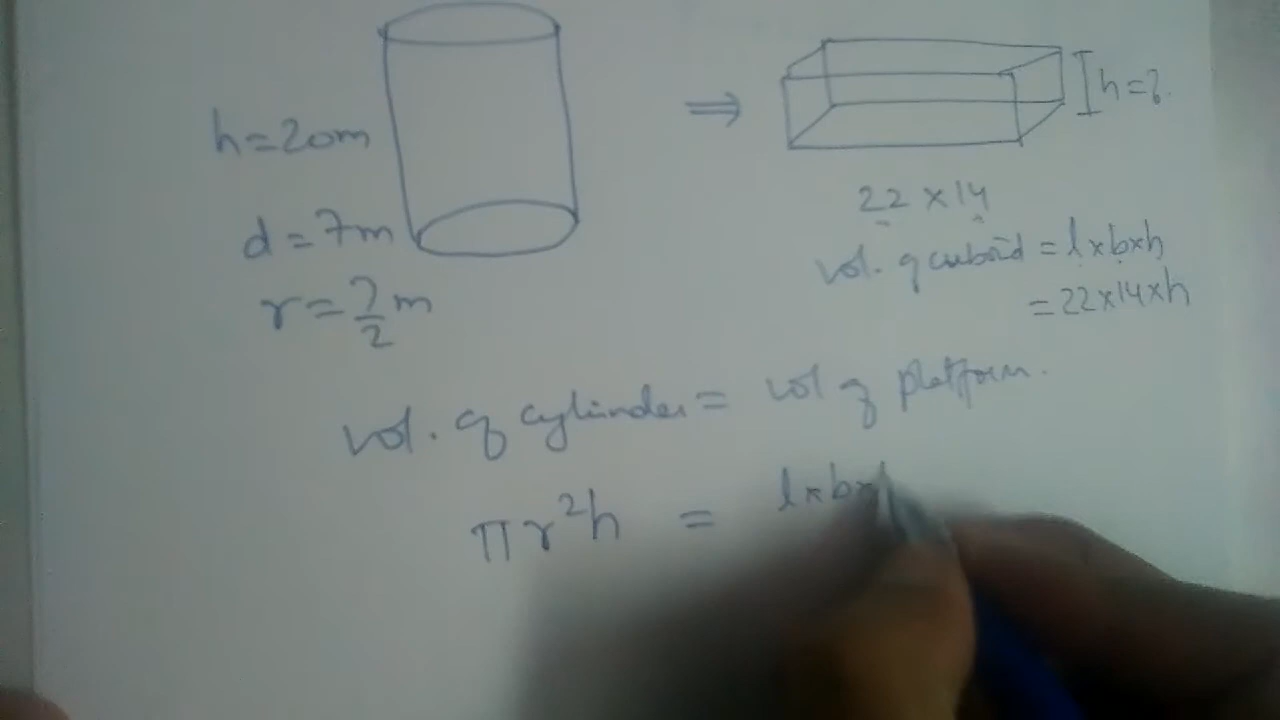 h=20m
d=7m
r=7/2 m
h=?
22×14
vol. of cuboid = l×b×h
=22×14×h
vol. of cylinder = vol of platform.
πr²h = l×b×h